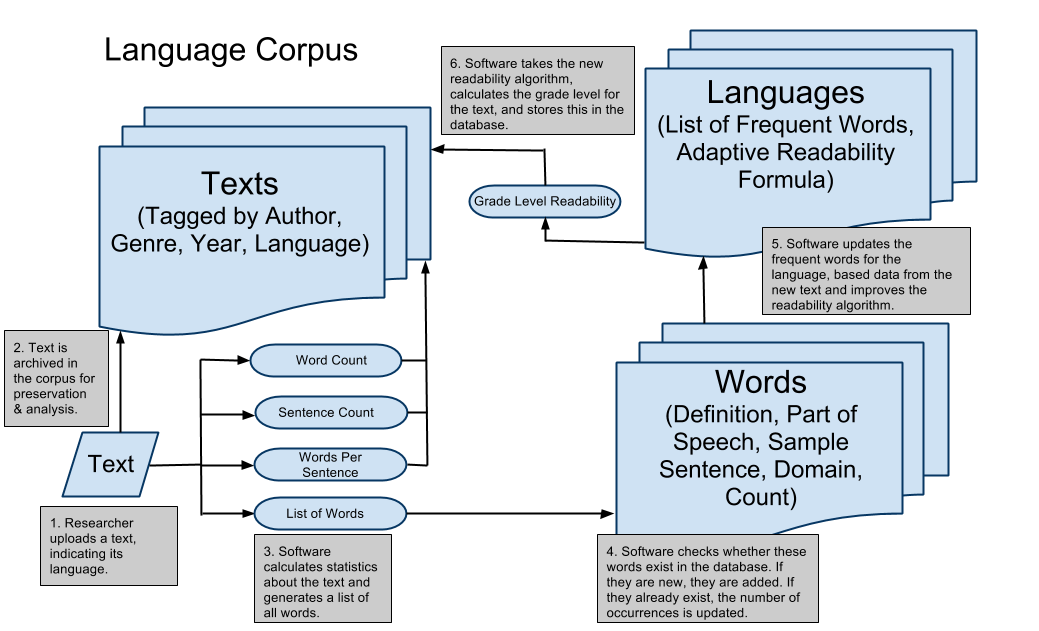 Language Corpus
6. Software takes the new
readability algorithm,
calculates the grade level for
the text, and stores this in the
database.
Languages
(List of Frequent Words,
Adaptive Readability
Formula)
Texts
(Tagged by Author,
Genre, Year, Language)
Grade Level Readability
5. Software updates the
frequent words for the
language, based data from the
new text and improves the
readability algorithm.
2. Text is
archived in
the corpus for
preservation
& analysis.
Word Count
Sentence Count
Words Per
Sentence
List of Words
Text
Words
(Definition, Part of
Speech, Sample
Sentence, Domain,
Count)
1. Researcher
uploads a text,
indicating its
language.
3. Software
calculates statistics
about the text and
generates a list of
all words.
4. Software checks whether these
words exist in the database. If
they are new, they are added. If
they already exist, the number of
occurrences is updated.